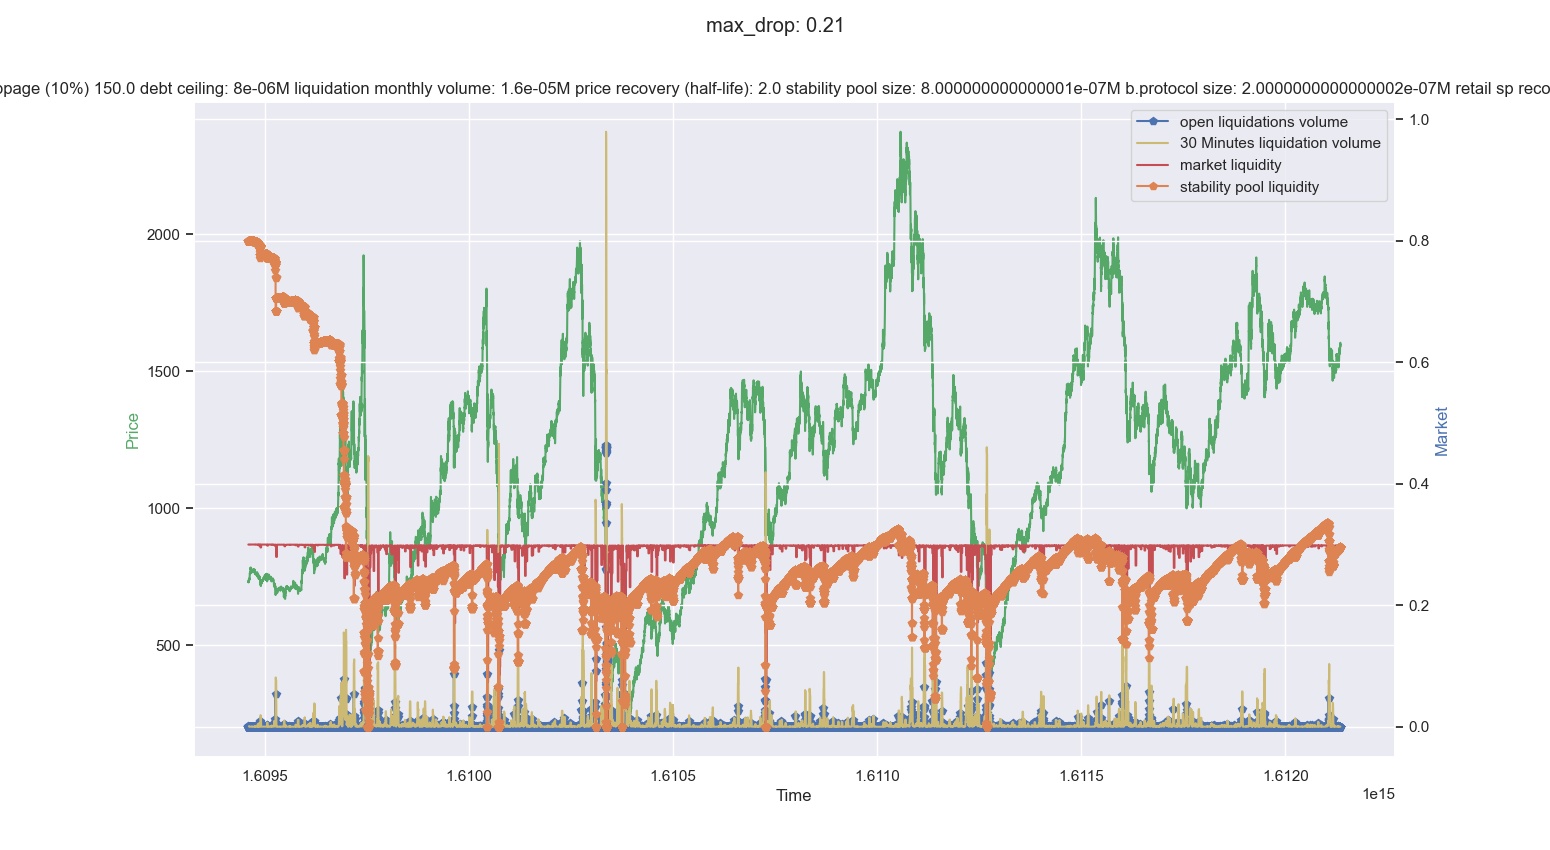 max_drop: 0.21
(10%) 150.0 debt ceiling: 8e-06M liquidation monthly volume: 1.6e-05M price recovery (half-life): 2.0 stability pool size: 8.000000000000001e-07M b.protocol size: 2.0000000000000002e-07M retail sp
open liquidations volume
30 Minutes liquidation volume
market liquidity
stability pool liquidity
2000
1500
1000
500
Price
1.0
0.8
0.6
0.4
0.2
0.0
Market
1.6095 1.6100 1.6105 1.6110 1.6115 1.6120
1e15
Time